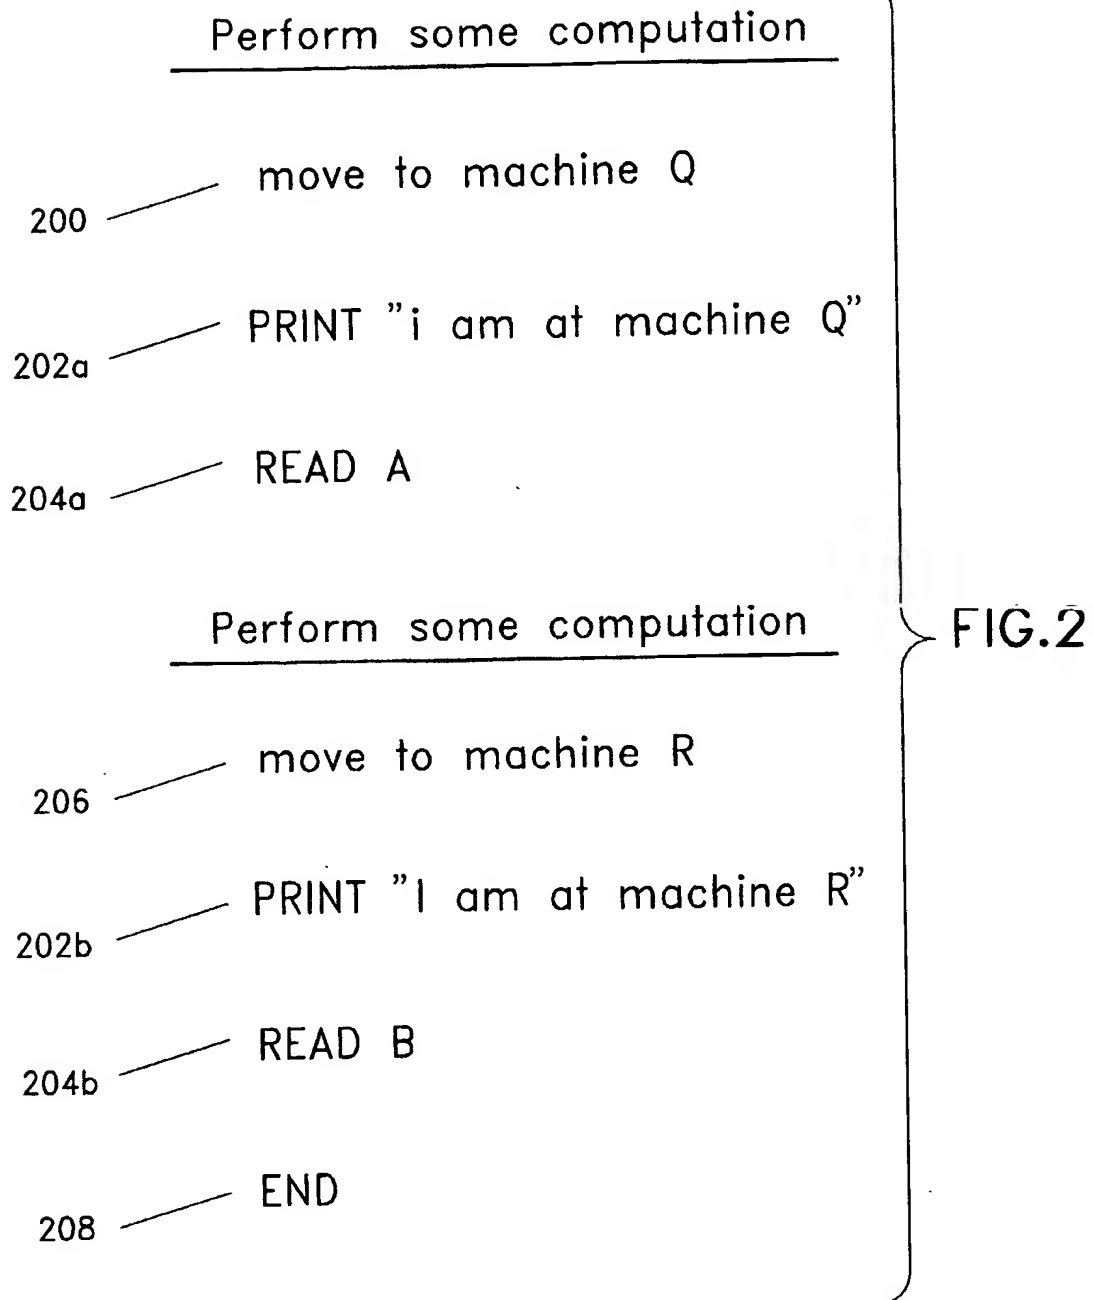 Perform some computation
move to machine Q
200
PRINT "i am at machine Q"
202a
READ A
204a
Perform some computation
FIG.2
move to machine R
206
PRINT "I am at machine R"
202b
READ B
204b
END
208